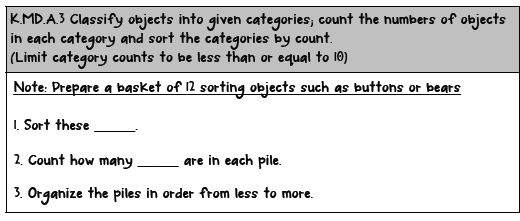 K.MD.A.3 Classify objects into given categories; count the numbers of objects
in each category and sort the categories by count.
(Limit category counts to be less than or equal to 10)
Note: Prepare a basket of 12 sorting objects such as buttons or bears
1. Sort these ______.
2. Count how many ______ are in each pile.
3. Organize the piles in order from less to more.